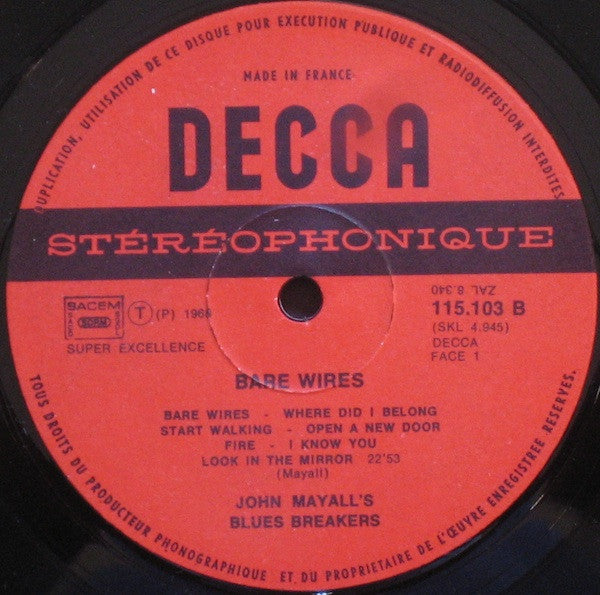 DUPLICATION, UTILISATION DE CE DISQUE POUR EXECUTION PUBLIQUE ET RADIODIFFUSION INTERDITES
MADE IN FRANCE
DECCA
STÉRÉOPHONIQUE
ZAL 8.340
SACEM
SDRM
T (P) 1968
SUPER EXCELLENCE
115.103 B
(SKL 4.945)
DECCA
FACE 1
BARE WIRES
BARE WIRES - WHERE DID I BELONG
START WALKING - OPEN A NEW DOOR
FIRE - I KNOW YOU
LOOK IN THE MIRROR 22'53
(Mayall)
JOHN MAYALL'S
BLUES BREAKERS
TOUS DROITS DU PRODUCTEUR PHONOGRAPHIQUE ET DU PROPRIETAIRE DE L'ŒUVRE ENREGISTREE RESERVES.